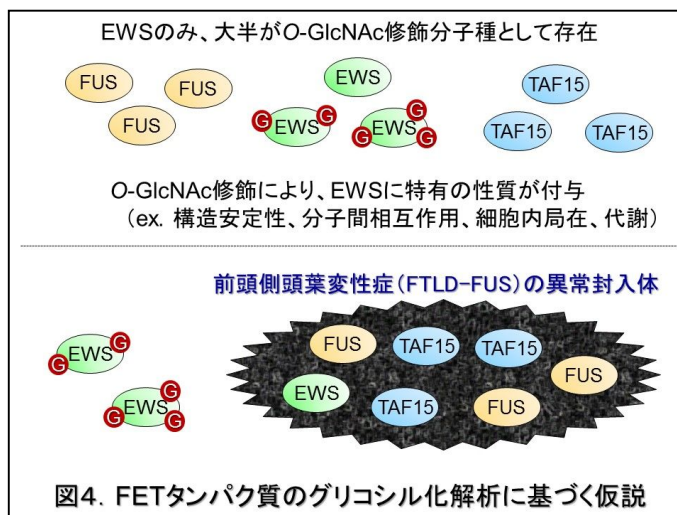 EWSのみ、大半がO-GlcNAc修飾分子種として存在
FUS
FUS
FUS
EWS
G EWS G
G EWS G G
TAF15
TAF15
TAF15
O-GlcNAc修飾により、EWSに特有の性質が付与
(ex. 構造安定性、分子間相互作用、細胞内局在、代謝)
前頭側頭葉変性症(FTLD-FUS)の異常封入体
G EWS G
G EWS G G
FUS
TAF15
TAF15
FUS
EWS
TAF15
FUS
図4. FETタンパク質のグリコシル化解析に基づく仮説